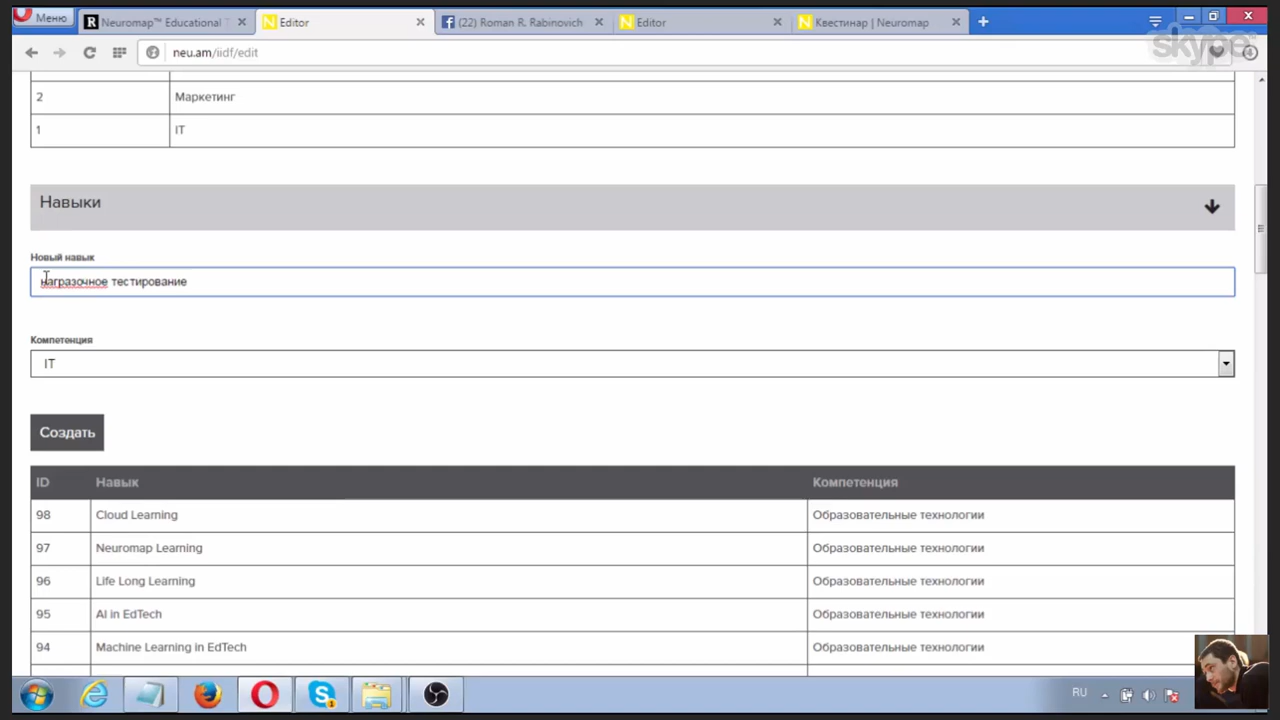 Меню
Neuromap™ Educational T
Editor
(22) Roman R. Rabinovich
Editor
Квестинар | Neuromap
neu.am/iidf/edit
skype
2 Маркетинг
1 IT
Навыки
Новый навык
награзочное тестирование
Компетенция
IT
Создать
ID Навык Компетенция
98 Cloud Learning Образовательные технологии
97 Neuromap Learning Образовательные технологии
96 Life Long Learning Образовательные технологии
95 AI in EdTech Образовательные технологии
94 Machine Learning in EdTech Образовательные технологии
RU